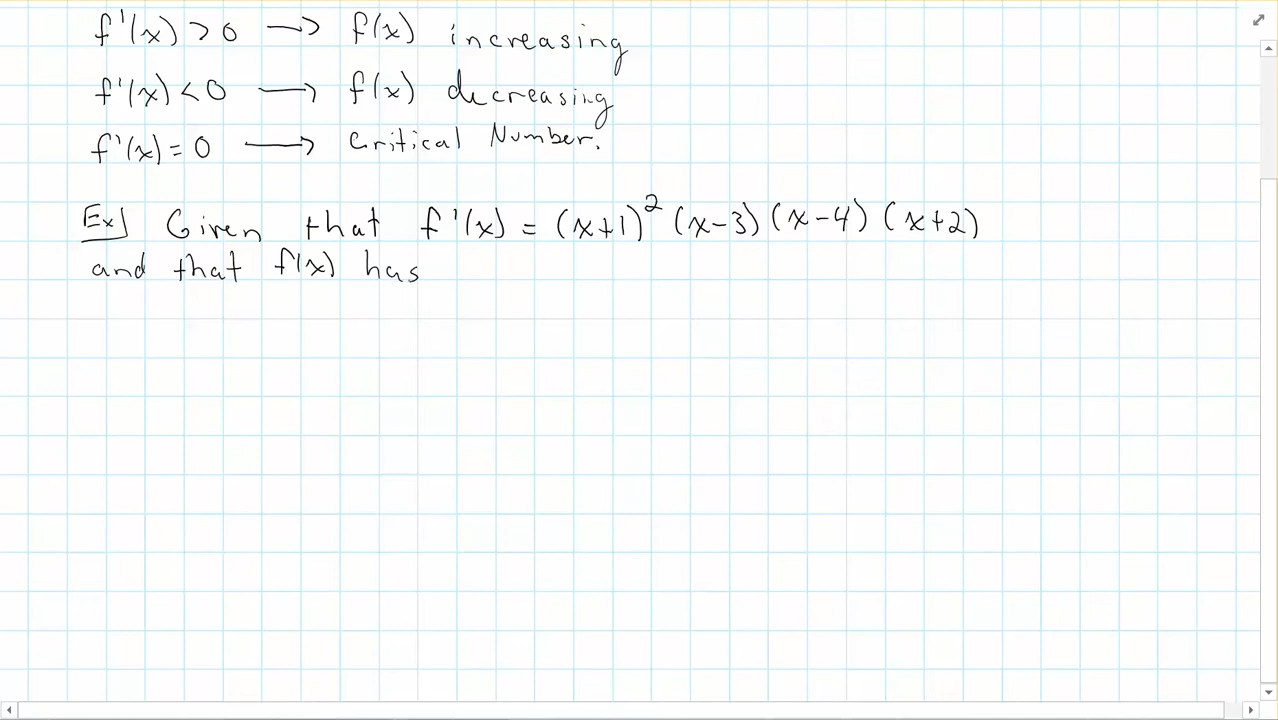 f'(x) > 0 → f(x) increasing
f'(x) < 0 → f(x) decreasing
f'(x) = 0 → Critical Number.
Ex] Given that f'(x) = (x+1)² (x-3) (x-4) (x+2)
and that f'(x) has